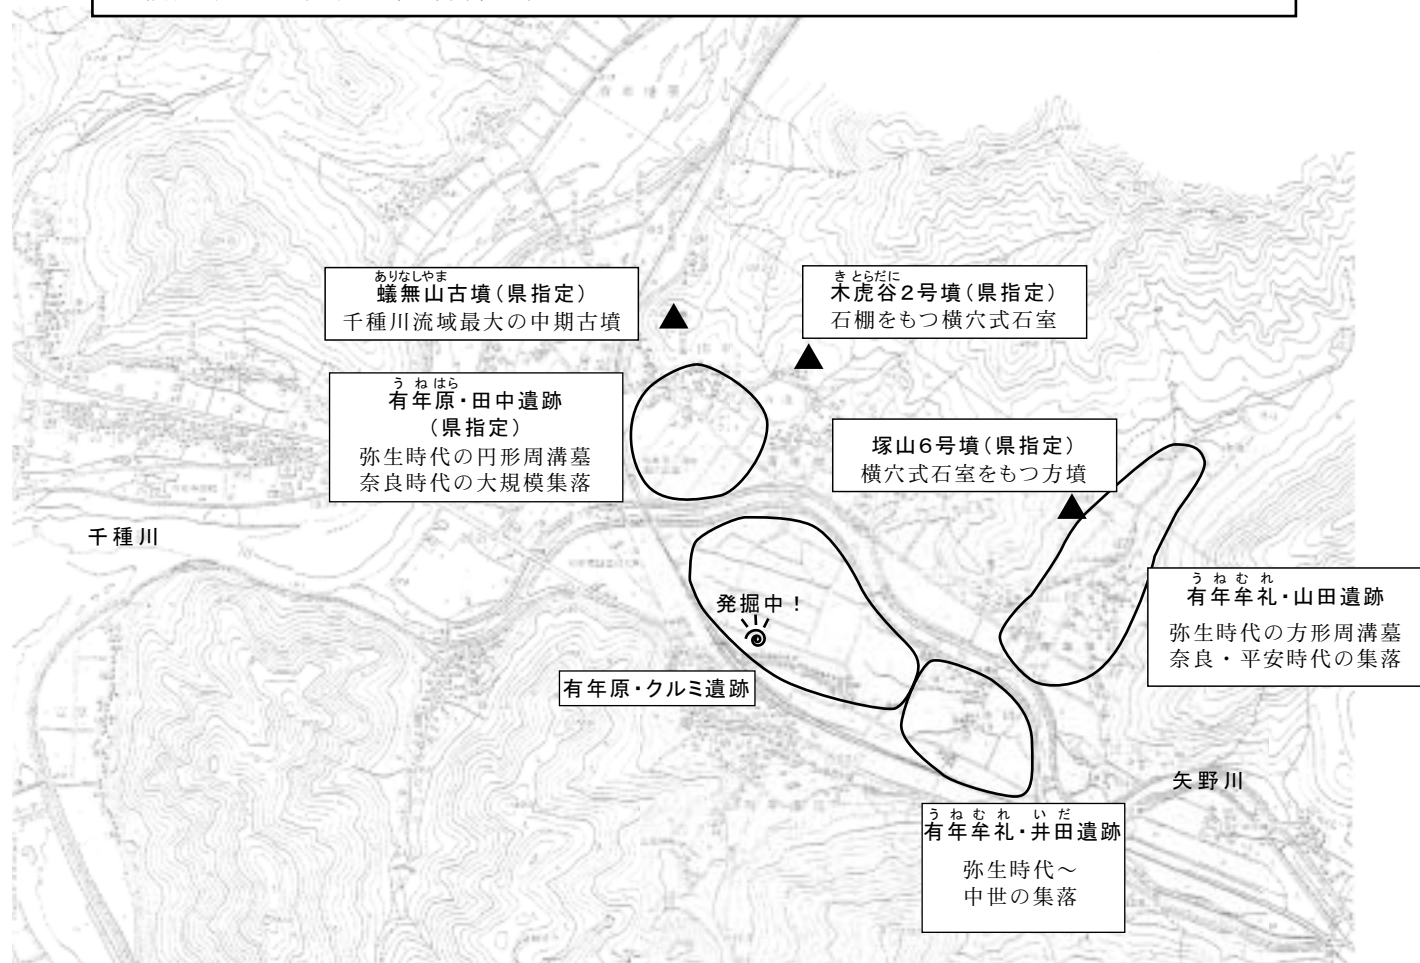 ありなしやま
蟻無山古墳(県指定)
千種川流域最大の中期古墳
きとらだに
木虎谷2号墳(県指定)
石棚をもつ横穴式石室
うねはら
有年原・田中遺跡
(県指定)
弥生時代の円形周溝墓
奈良時代の大規模集落
塚山6号墳(県指定)
横穴式石室をもつ方墳
千種川
発掘中!
うねむれ
有年牟礼・山田遺跡
弥生時代の方形周溝墓
奈良・平安時代の集落
有年原・クルミ遺跡
矢野川
うねむれ いだ
有年牟礼・井田遺跡
弥生時代～
中世の集落